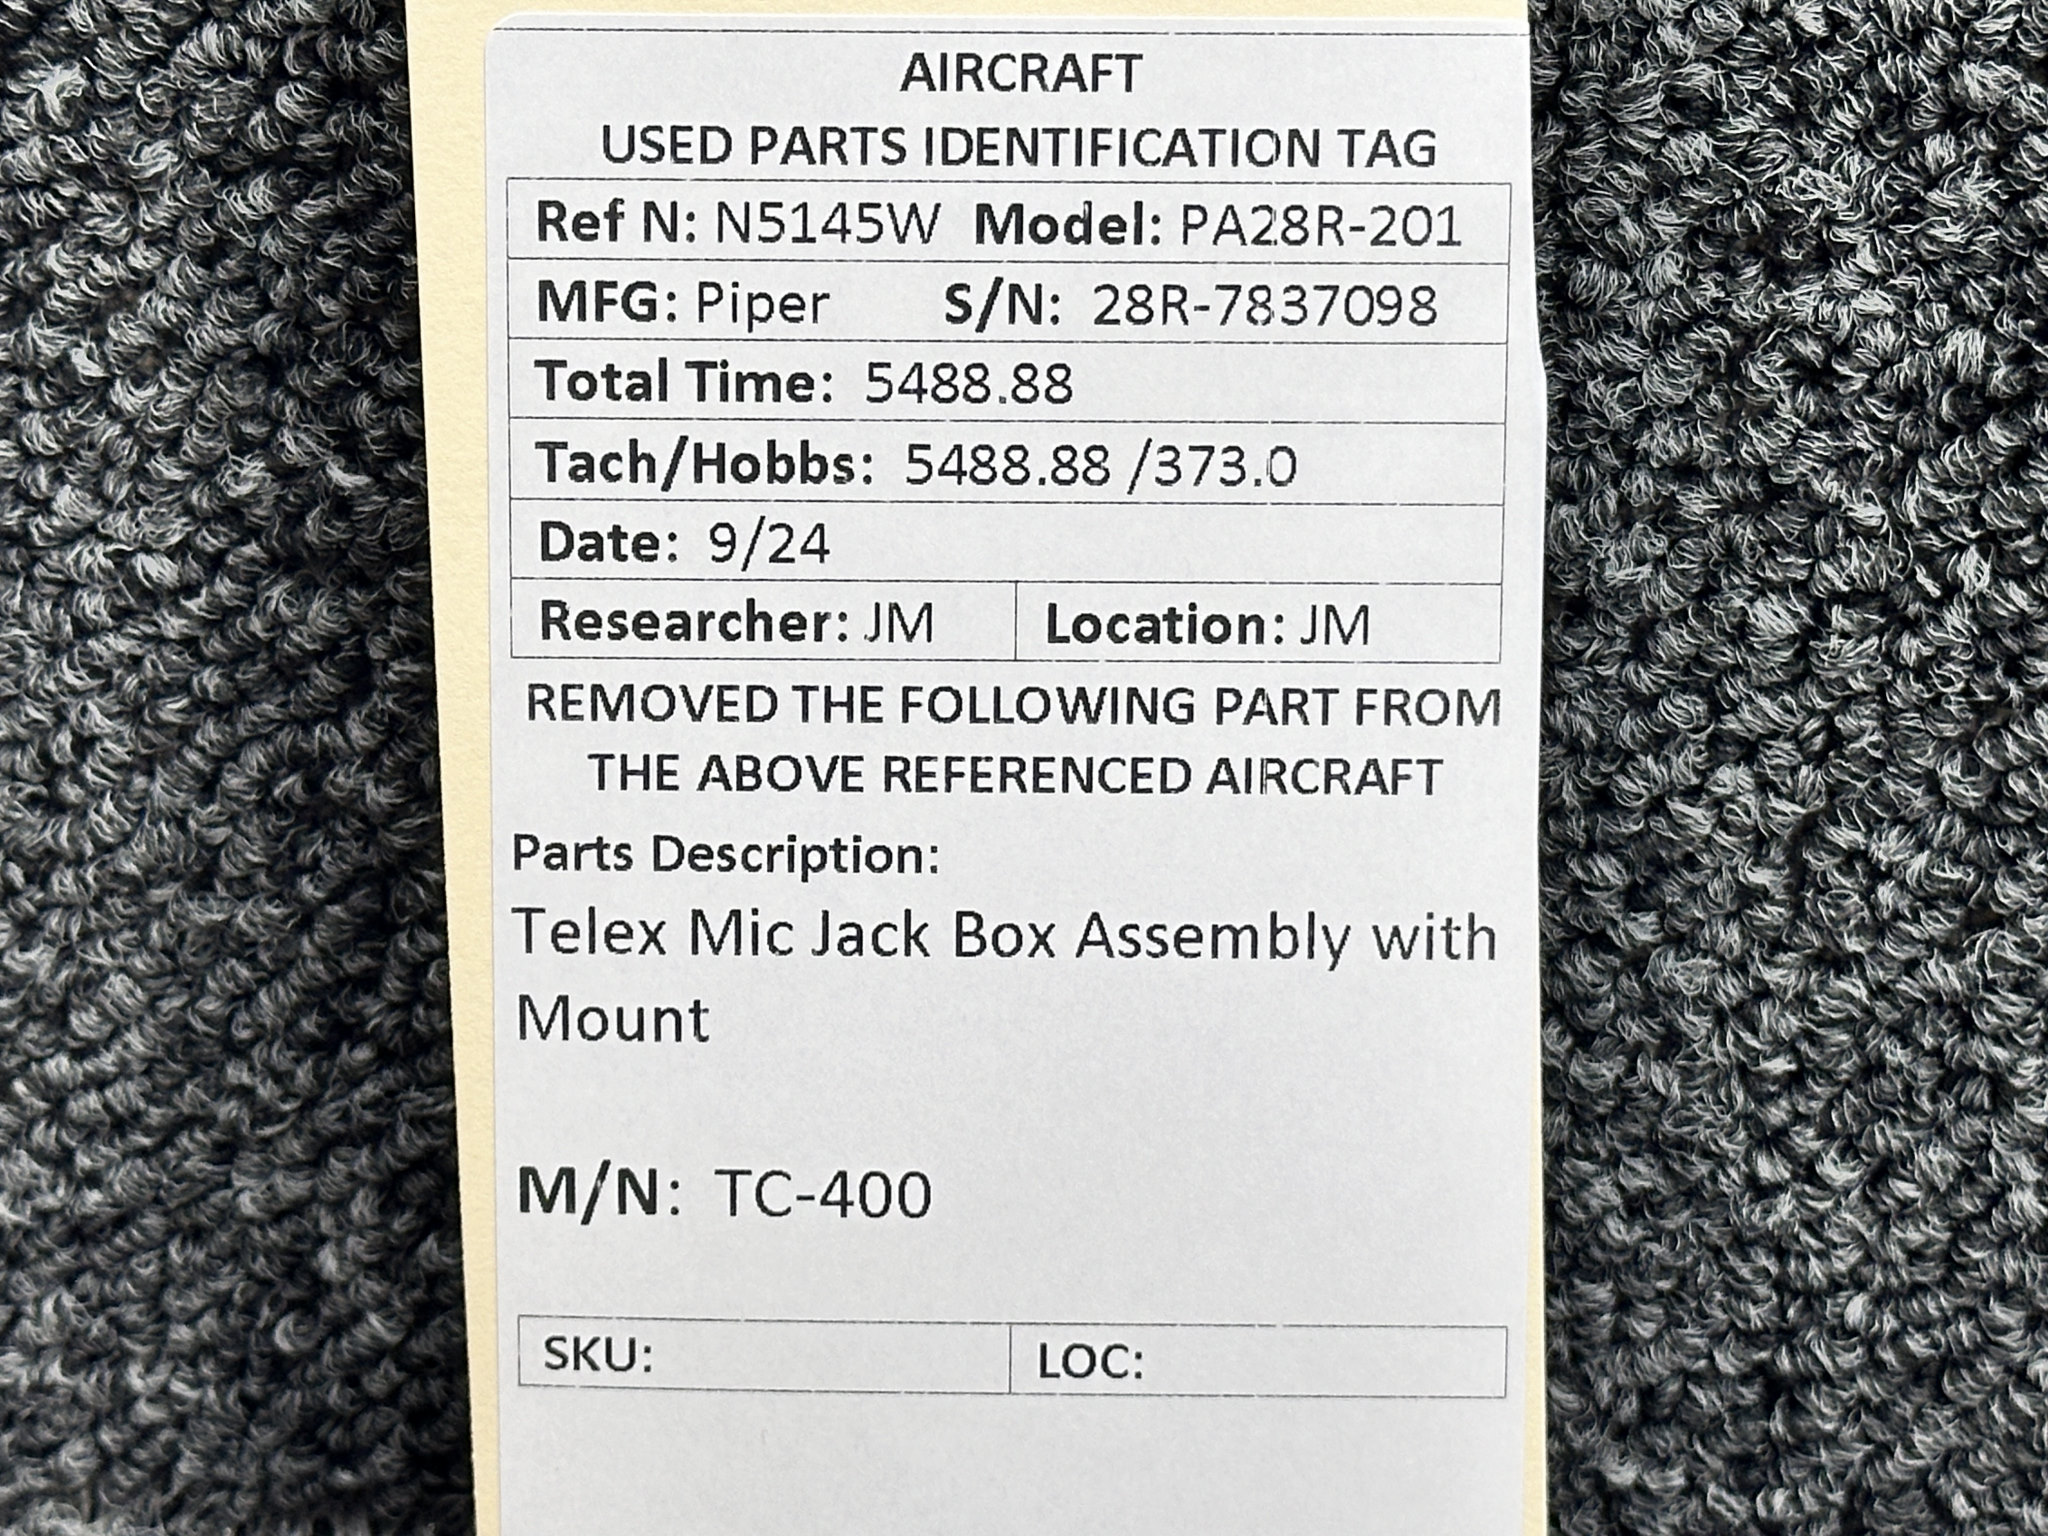 AIRCRAFT
USED PARTS IDENTIFICATION TAG
Ref N: N5145W Model: PA28R-201
MFG: Piper S/N: 28R-7837098
Total Time: 5488.88
Tach/Hobbs: 5488.88 /373.0
Date: 9/24
Researcher: JM Location: JM
REMOVED THE FOLLOWING PART FROM
THE ABOVE REFERENCED AIRCRAFT
Parts Description:
Telex Mic Jack Box Assembly with
Mount
M/N: TC-400
SKU: LOC: